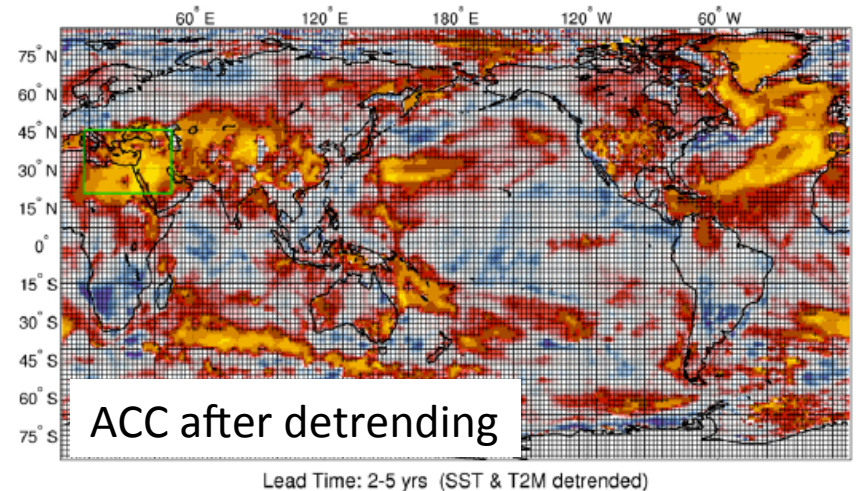 60° E 120° E 180° E 120° W 60° W
75° N
60° N
45° N
30° N
15° N
0°
15° S
30° S
45° S
60° S
75° S
ACC after detrending
Lead Time: 2-5 yrs (SST & T2M detrended)